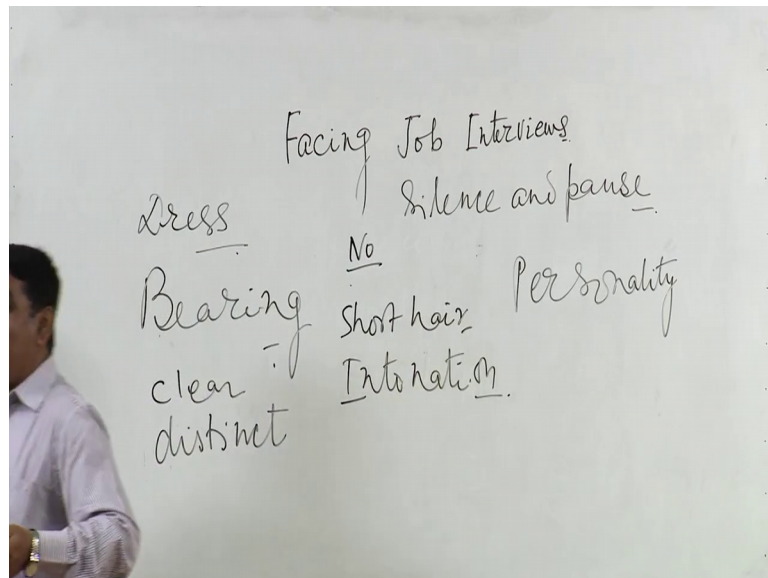 Facing Job Interviews
Dress
Silence and pause
No
Bearing
Short hair
Personality
clear
Intonation
distinct